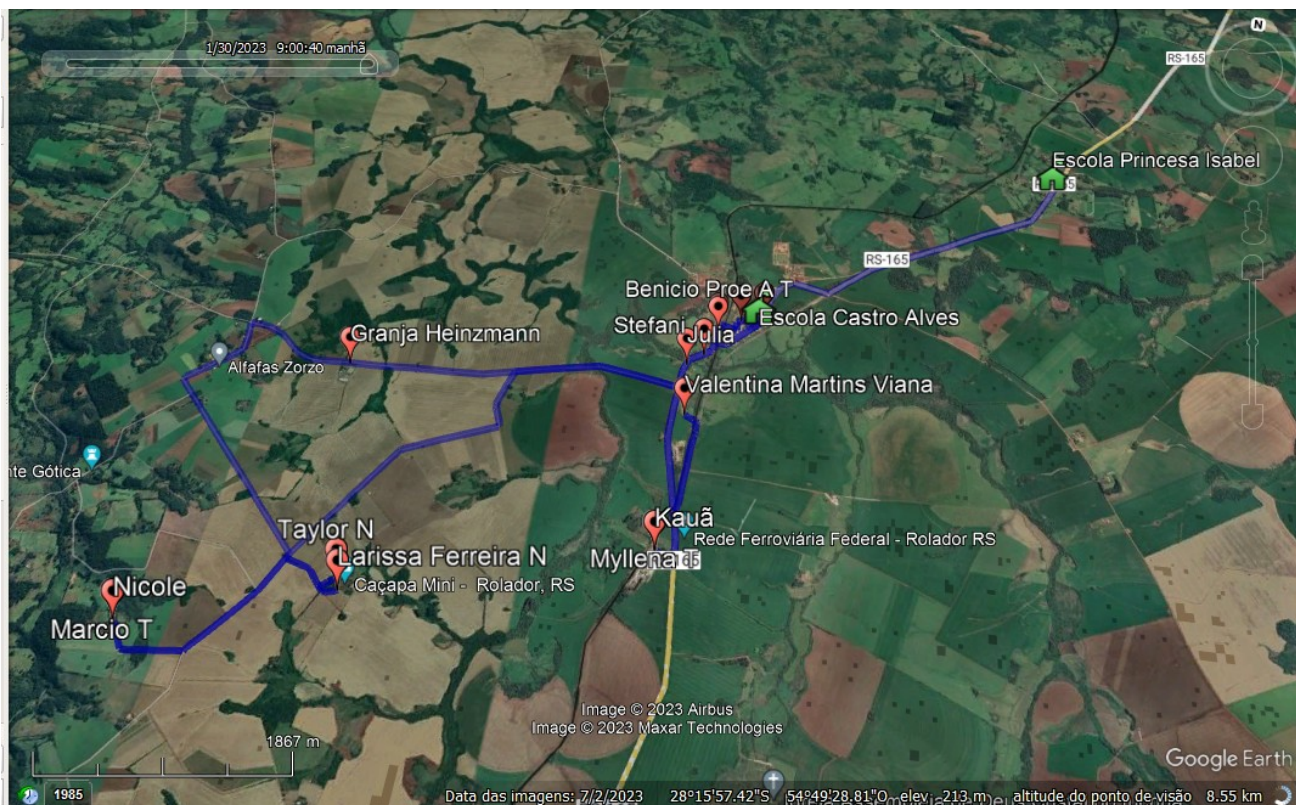 1/30/2023 9:00:40 manhã
N
RS-165
Escola Princesa Isabel
RS-165
Benicio Proe A T
Escola Castro Alves
Stefani
Julia
Granja Heinzmann
Alfafas Zorzo
Valentina Martins Viana
nte Gótica
Kauã
Rede Ferroviária Federal - Rolador RS
Myllena T
165
Taylor N
Larissa Ferreira N
Caçapa Mini - Rolador, RS
Nicole
Marcio T
Image © 2023 Airbus
Image © 2023 Maxar Technologies
1867 m
Google Earth
1985
Data das imagens: 7/2/2023 28°15'57.42"S 54°49'28.81"O elev 213 m altitude do ponto de visão 8.55 km